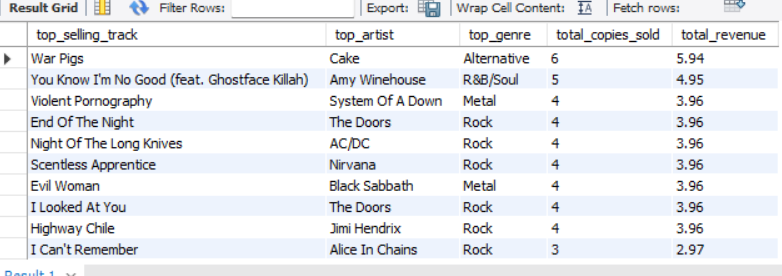 Result Grid Filter Rows: Export: Wrap Cell Content: Fetch rows:
top_selling_track top_artist top_genre total_copies_sold total_revenue
War Pigs Cake Alternative 6 5.94
You Know I'm No Good (feat. Ghostface Killah) Amy Winehouse R&B/Soul 5 4.95
Violent Pornography System Of A Down Metal 4 3.96
End Of The Night The Doors Rock 4 3.96
Night Of The Long Knives AC/DC Rock 4 3.96
Scentless Apprentice Nirvana Rock 4 3.96
Evil Woman Black Sabbath Metal 4 3.96
I Looked At You The Doors Rock 4 3.96
Highway Chile Jimi Hendrix Rock 4 3.96
I Can't Remember Alice In Chains Rock 3 2.97
Result 1